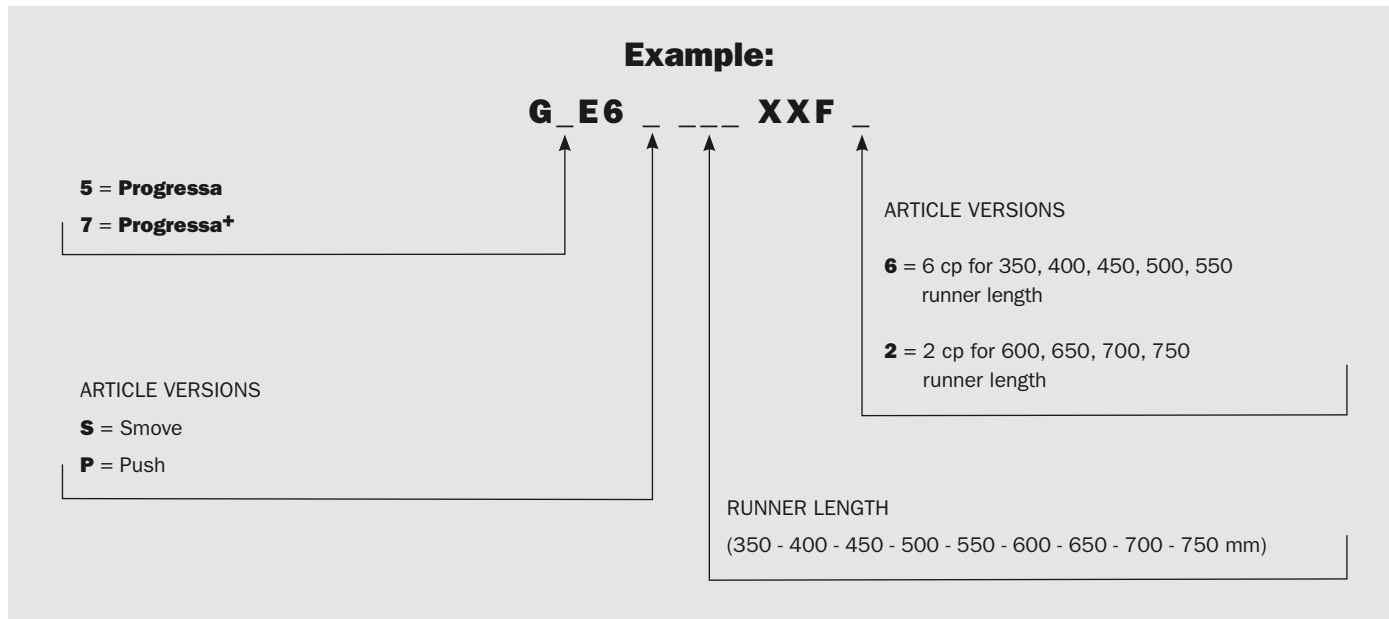 Example:
G_E6 _ ___ XXF _
5 = Progressa
7 = Progressa+
ARTICLE VERSIONS
S = Smove
P = Push
ARTICLE VERSIONS
6 = 6 cp for 350, 400, 450, 500, 550
runner length
2 = 2 cp for 600, 650, 700, 750
runner length
RUNNER LENGTH
(350 - 400 - 450 - 500 - 550 - 600 - 650 - 700 - 750 mm)